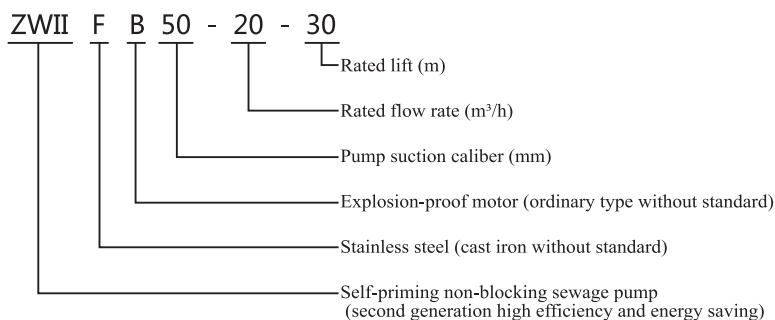 ZWII F B 50 - 20 - 30
Rated lift (m)
Rated flow rate (m³/h)
Pump suction caliber (mm)
Explosion-proof motor (ordinary type without standard)
Stainless steel (cast iron without standard)
Self-priming non-blocking sewage pump
(second generation high efficiency and energy saving)